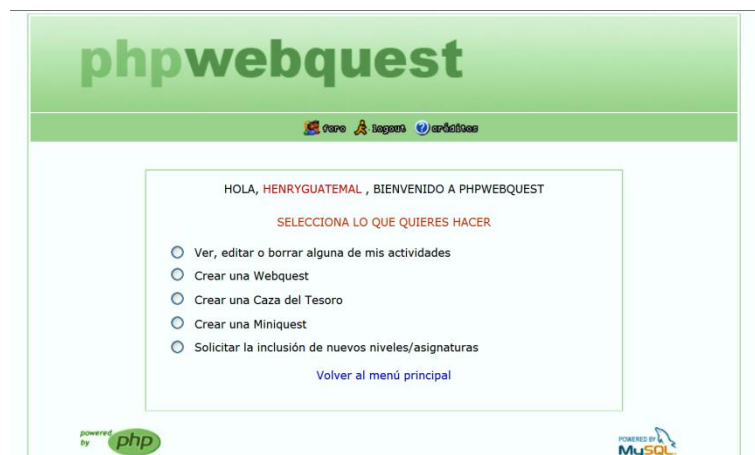 phpwebquest
foro logout créditos
HOLA, HENRYGUATEMAL , BIENVENIDO A PHPWEBQUEST
SELECCIONA LO QUE QUIERES HACER
Ver, editar o borrar alguna de mis actividades
Crear una Webquest
Crear una Caza del Tesoro
Crear una Miniquest
Solicitar la inclusión de nuevos niveles/asignaturas
Volver al menú principal
powered
by php
POWERED BY
MySQL